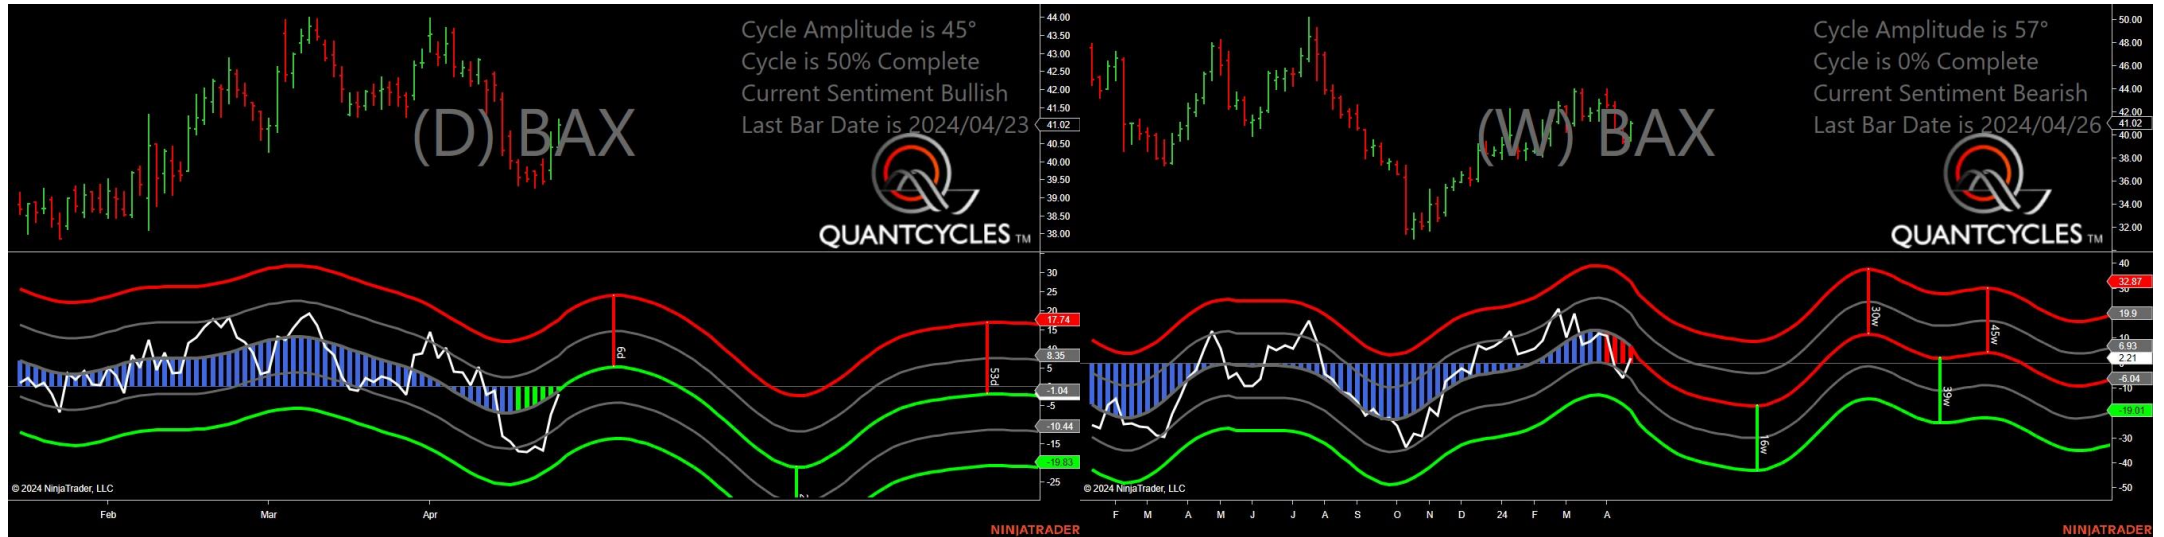 Cycle Amplitude is 45°
Cycle is 50% Complete
Current Sentiment Bullish
Last Bar Date is 2024/04/23
(D) BAX
QUANTCYCLES TM
44.00
43.50
43.00
42.50
42.00
41.50
41.02
40.50
40.00
39.50
39.00
38.50
38.00
30
25
17.74
15
10
8.35
5
-1.04
-5
-10.44
-15
-19.83
-25
6d
53d
© 2024 NinjaTrader, LLC
Feb Mar Apr
NINJATRADER
Cycle Amplitude is 57°
Cycle is 0% Complete
Current Sentiment Bearish
Last Bar Date is 2024/04/26
(W) BAX
QUANTCYCLES TM
50.00
48.00
46.00
44.00
42.00
41.02
40.00
38.00
36.00
34.00
32.00
40
32.87
30
19.9
10
6.93
2.21
-6.04
-10
-19.01
-30
-40
-50
30w
45w
39w
16w
© 2024 NinjaTrader, LLC
F M A M J J A S O N D 24 F M A
NINJATRADER